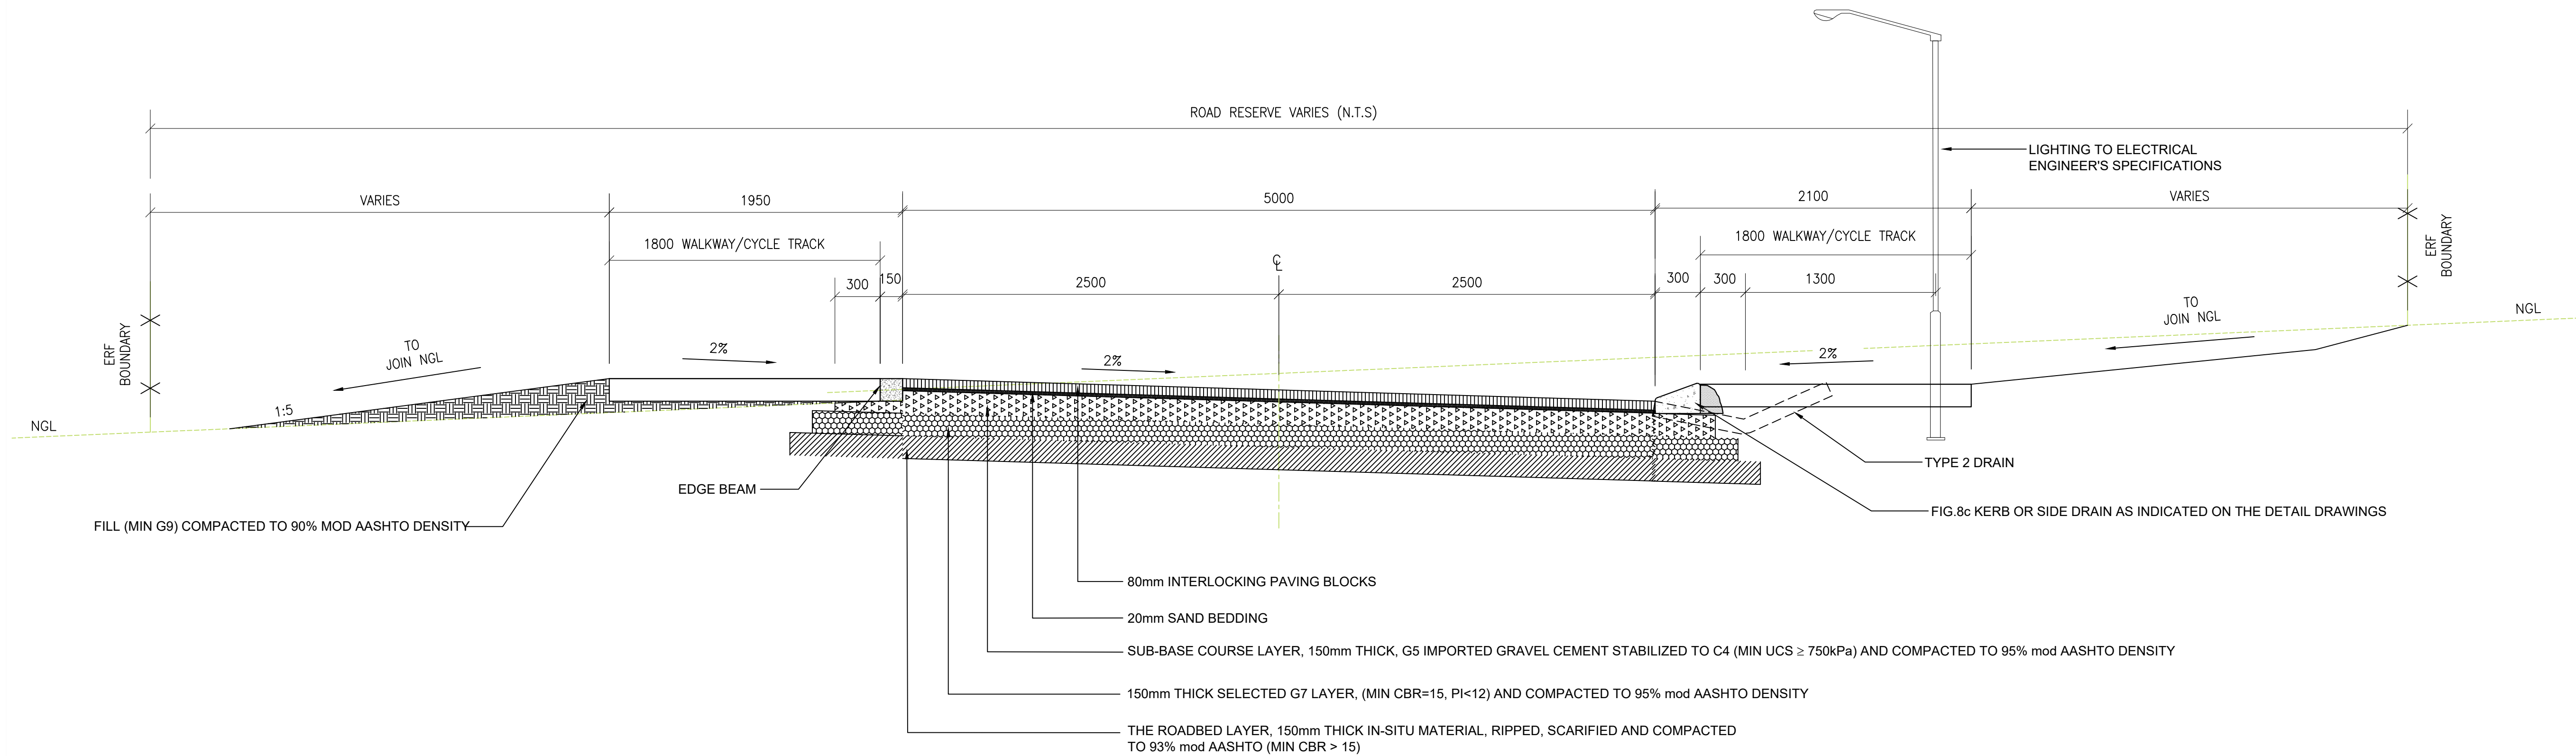 ROAD RESERVE VARIES (N.T.S)
LIGHTING TO ELECTRICAL
ENGINEER'S SPECIFICATIONS
VARIES
1950
5000
2100
VARIES
1800 WALKWAY/CYCLE TRACK
1800 WALKWAY/CYCLE TRACK
ERF
BOUNDARY
300
150
2500
℄
2500
300
300
1300
ERF
BOUNDARY
TO
JOIN NGL
2%
2%
2%
TO
JOIN NGL
NGL
NGL
1:5
EDGE BEAM
TYPE 2 DRAIN
FILL (MIN G9) COMPACTED TO 90% MOD AASHTO DENSITY
FIG.8c KERB OR SIDE DRAIN AS INDICATED ON THE DETAIL DRAWINGS
80mm INTERLOCKING PAVING BLOCKS
20mm SAND BEDDING
SUB-BASE COURSE LAYER, 150mm THICK, G5 IMPORTED GRAVEL CEMENT STABILIZED TO C4 (MIN UCS ≥ 750kPa) AND COMPACTED TO 95% mod AASHTO DENSITY
150mm THICK SELECTED G7 LAYER, (MIN CBR=15, PI<12) AND COMPACTED TO 95% mod AASHTO DENSITY
THE ROADBED LAYER, 150mm THICK IN-SITU MATERIAL, RIPPED, SCARIFIED AND COMPACTED
TO 93% mod AASHTO (MIN CBR > 15)